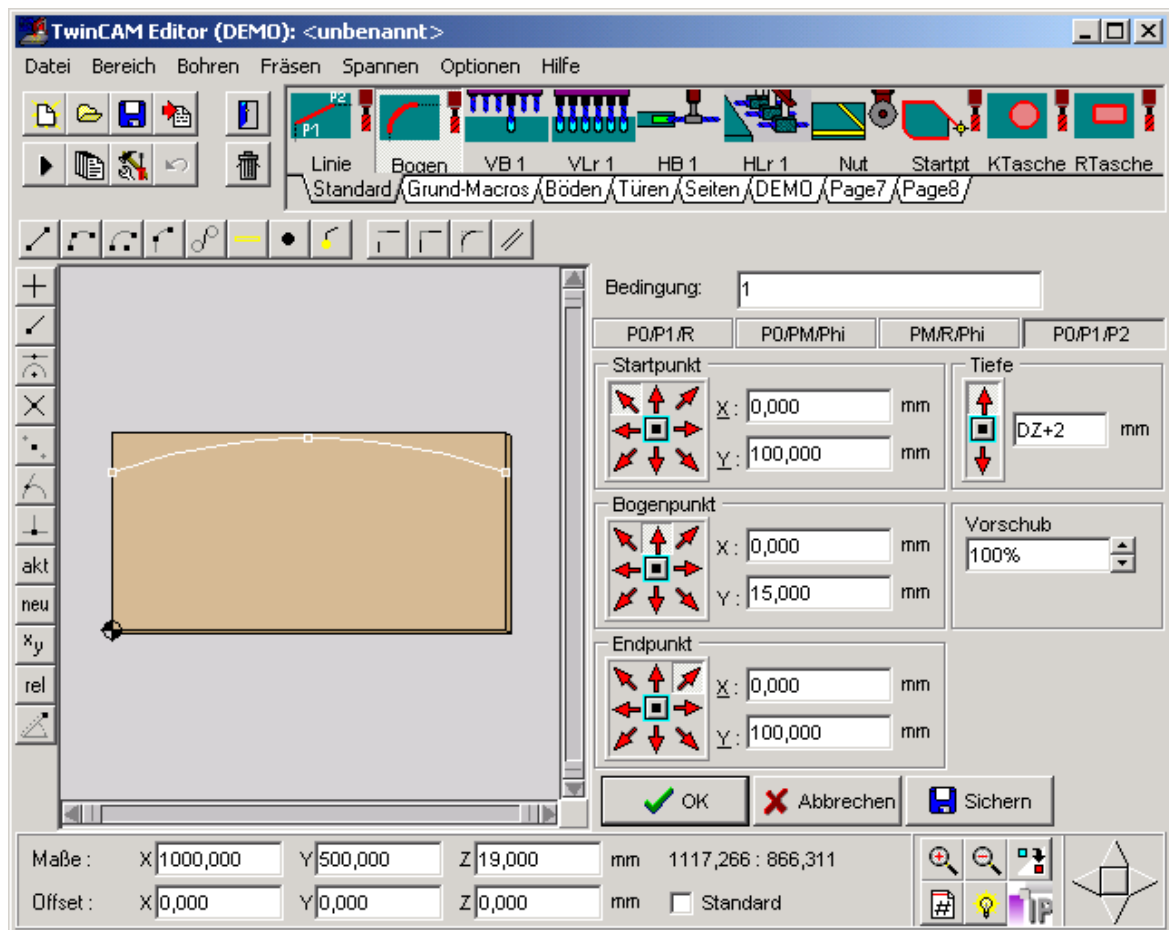 TwinCAM Editor (DEMO): <unbenannt>
Datei Bereich Bohren Fräsen Spannen Optionen Hilfe
P2
P1
Linie Bogen VB 1 VLr 1 HB 1 HLr 1 Nut Startpt KTasche RTasche
Standard Grund-Macros Böden Türen Seiten DEMO Page7 Page8
Bedingung: 1
P0/P1/R P0/PM/Phi PM/R/Phi P0/P1/P2
Startpunkt Tiefe
X : 0,000 mm
DZ+2 mm
Y : 100,000 mm
Bogenpunkt
Vorschub
X : 0,000 mm
100%
Y : 15,000 mm
Endpunkt
X : 0,000 mm
Y : 100,000 mm
akt
neu
xy
rel
OK Abbrechen Sichern
Maße : X 1000,000 Y 500,000 Z 19,000 mm 1117,266 : 866,311
Offset : X 0,000 Y 0,000 Z 0,000 mm Standard
#
IP